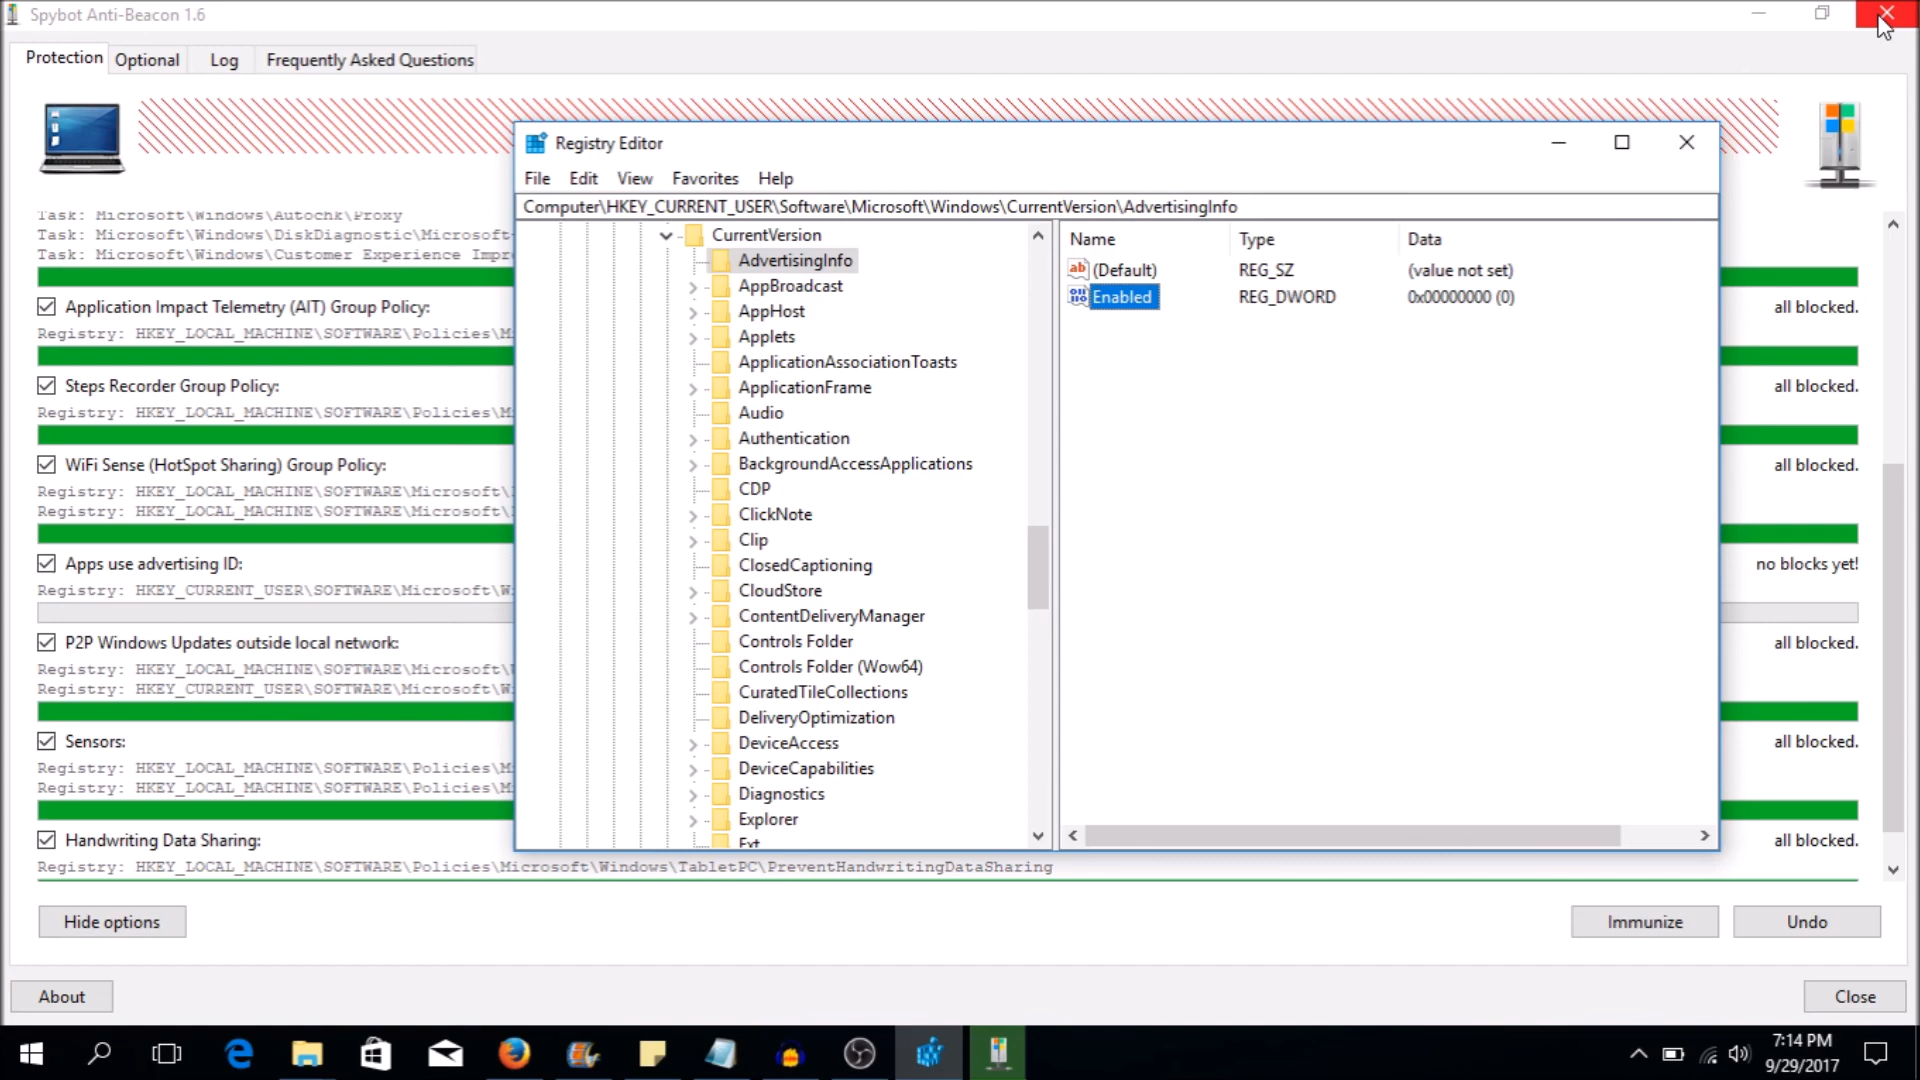 Spybot Anti-Beacon 1.6
Protection
Optional
Log
Frequently Asked Questions
Task: Microsoft\Windows\Autochk\Proxy
Task: Microsoft\Windows\DiskDiagnostic\Microsoft-
Task: Microsoft\Windows\Customer Experience Impr
Application Impact Telemetry (AIT) Group Policy:
all blocked.
Registry: HKEY_LOCAL_MACHINE\SOFTWARE\Policies\M
Steps Recorder Group Policy:
all blocked.
Registry: HKEY_LOCAL_MACHINE\SOFTWARE\Policies\M
WiFi Sense (HotSpot Sharing) Group Policy:
all blocked.
Registry: HKEY_LOCAL_MACHINE\SOFTWARE\Microsoft\
Registry: HKEY_LOCAL_MACHINE\SOFTWARE\Microsoft\
Apps use advertising ID:
no blocks yet!
Registry: HKEY_CURRENT_USER\SOFTWARE\Microsoft\W
P2P Windows Updates outside local network:
all blocked.
Registry: HKEY_LOCAL_MACHINE\SOFTWARE\Microsoft\
Registry: HKEY_CURRENT_USER\SOFTWARE\Microsoft\W
Sensors:
all blocked.
Registry: HKEY_LOCAL_MACHINE\SOFTWARE\Policies\M
Registry: HKEY_LOCAL_MACHINE\SOFTWARE\Policies\M
Handwriting Data Sharing:
all blocked.
Registry: HKEY_LOCAL_MACHINE\SOFTWARE\Policies\Microsoft\Windows\TabletPC\PreventHandwritingDataSharing
Registry Editor
File Edit View Favorites Help
Computer\HKEY_CURRENT_USER\Software\Microsoft\Windows\CurrentVersion\AdvertisingInfo
CurrentVersion
AdvertisingInfo
AppBroadcast
AppHost
Applets
ApplicationAssociationToasts
ApplicationFrame
Audio
Authentication
BackgroundAccessApplications
CDP
ClickNote
Clip
ClosedCaptioning
CloudStore
ContentDeliveryManager
Controls Folder
Controls Folder (Wow64)
CuratedTileCollections
DeliveryOptimization
DeviceAccess
DeviceCapabilities
Diagnostics
Explorer
Ext
Name Type Data
(Default) REG_SZ (value not set)
Enabled REG_DWORD 0x00000000 (0)
Hide options
Immunize
Undo
About
Close
7:14 PM
9/29/2017